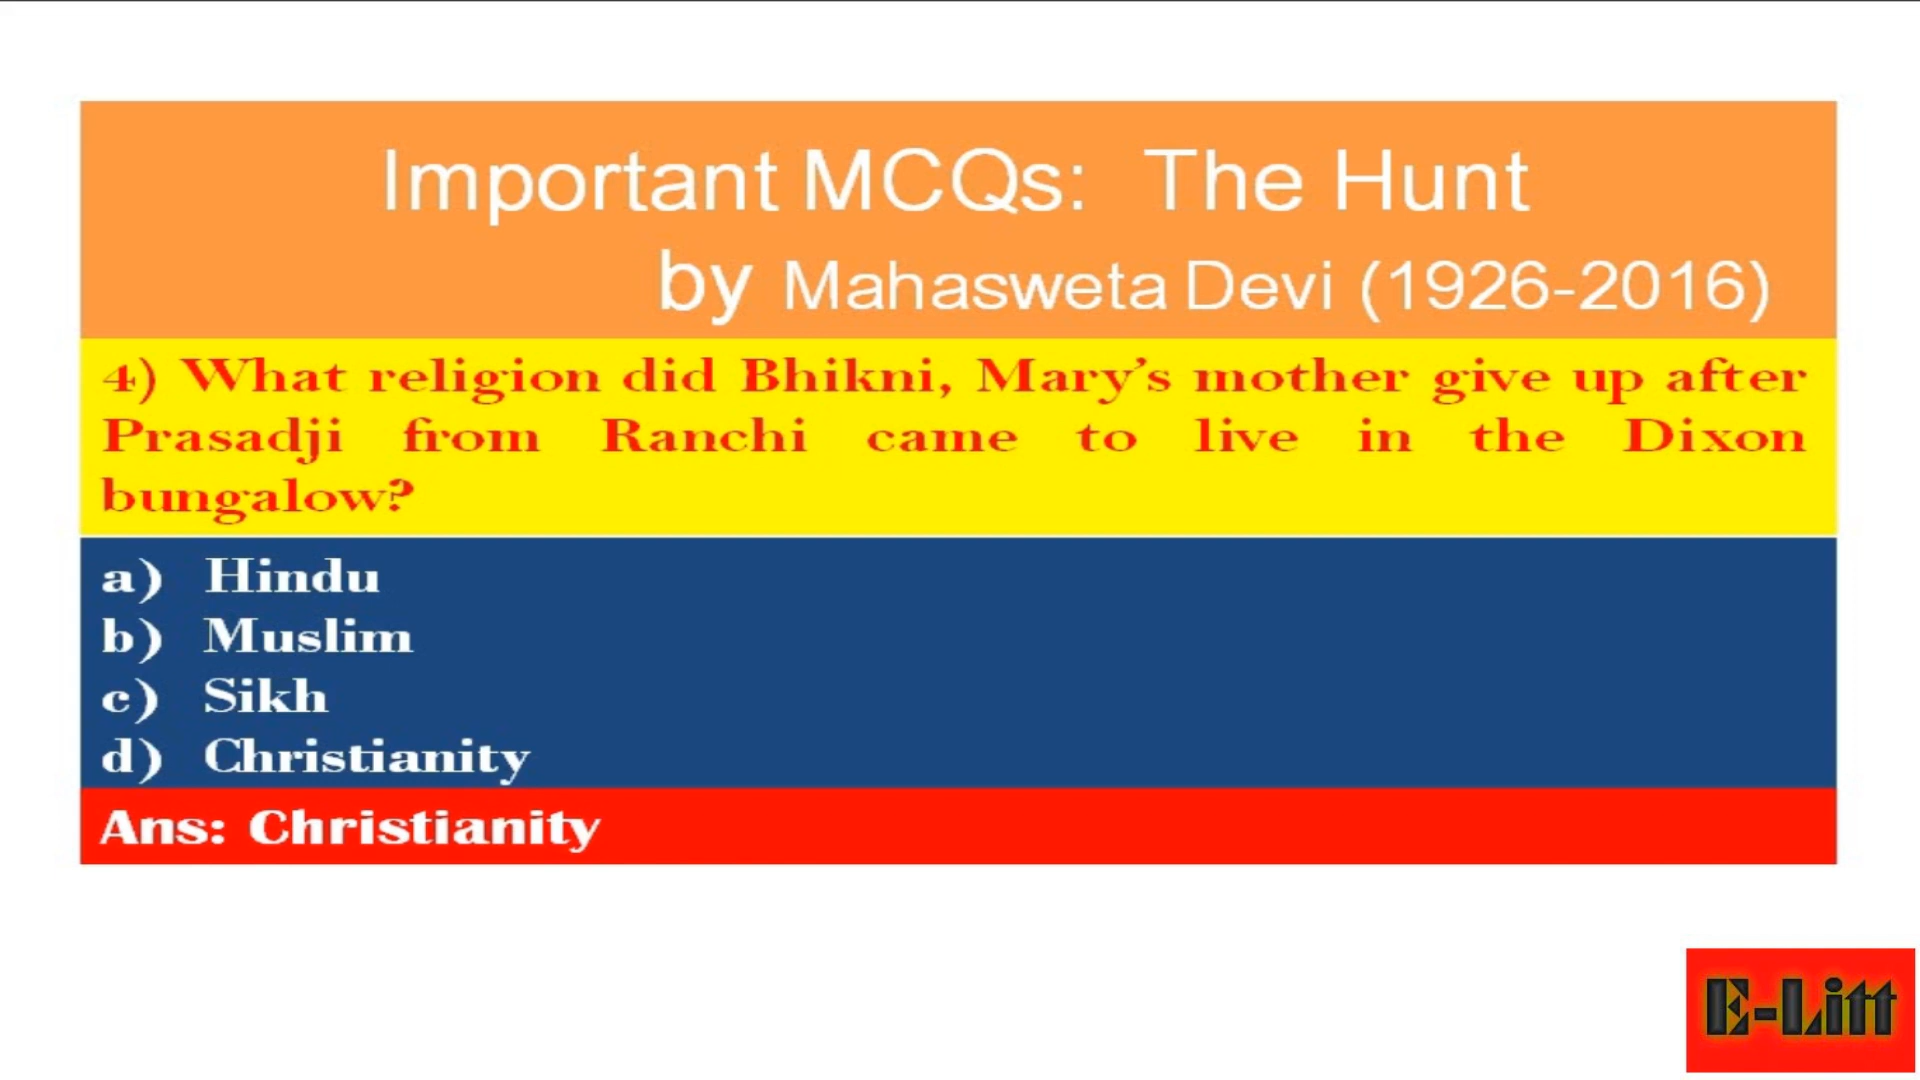 Important MCQs: The Hunt
by Mahasweta Devi (1926-2016)
4) What religion did Bhikni, Mary's mother give up after
Prasadji from Ranchi came to live in the Dixon
bungalow?
a) Hindu
b) Muslim
c) Sikh
d) Christianity
Ans: Christianity
E-Litt